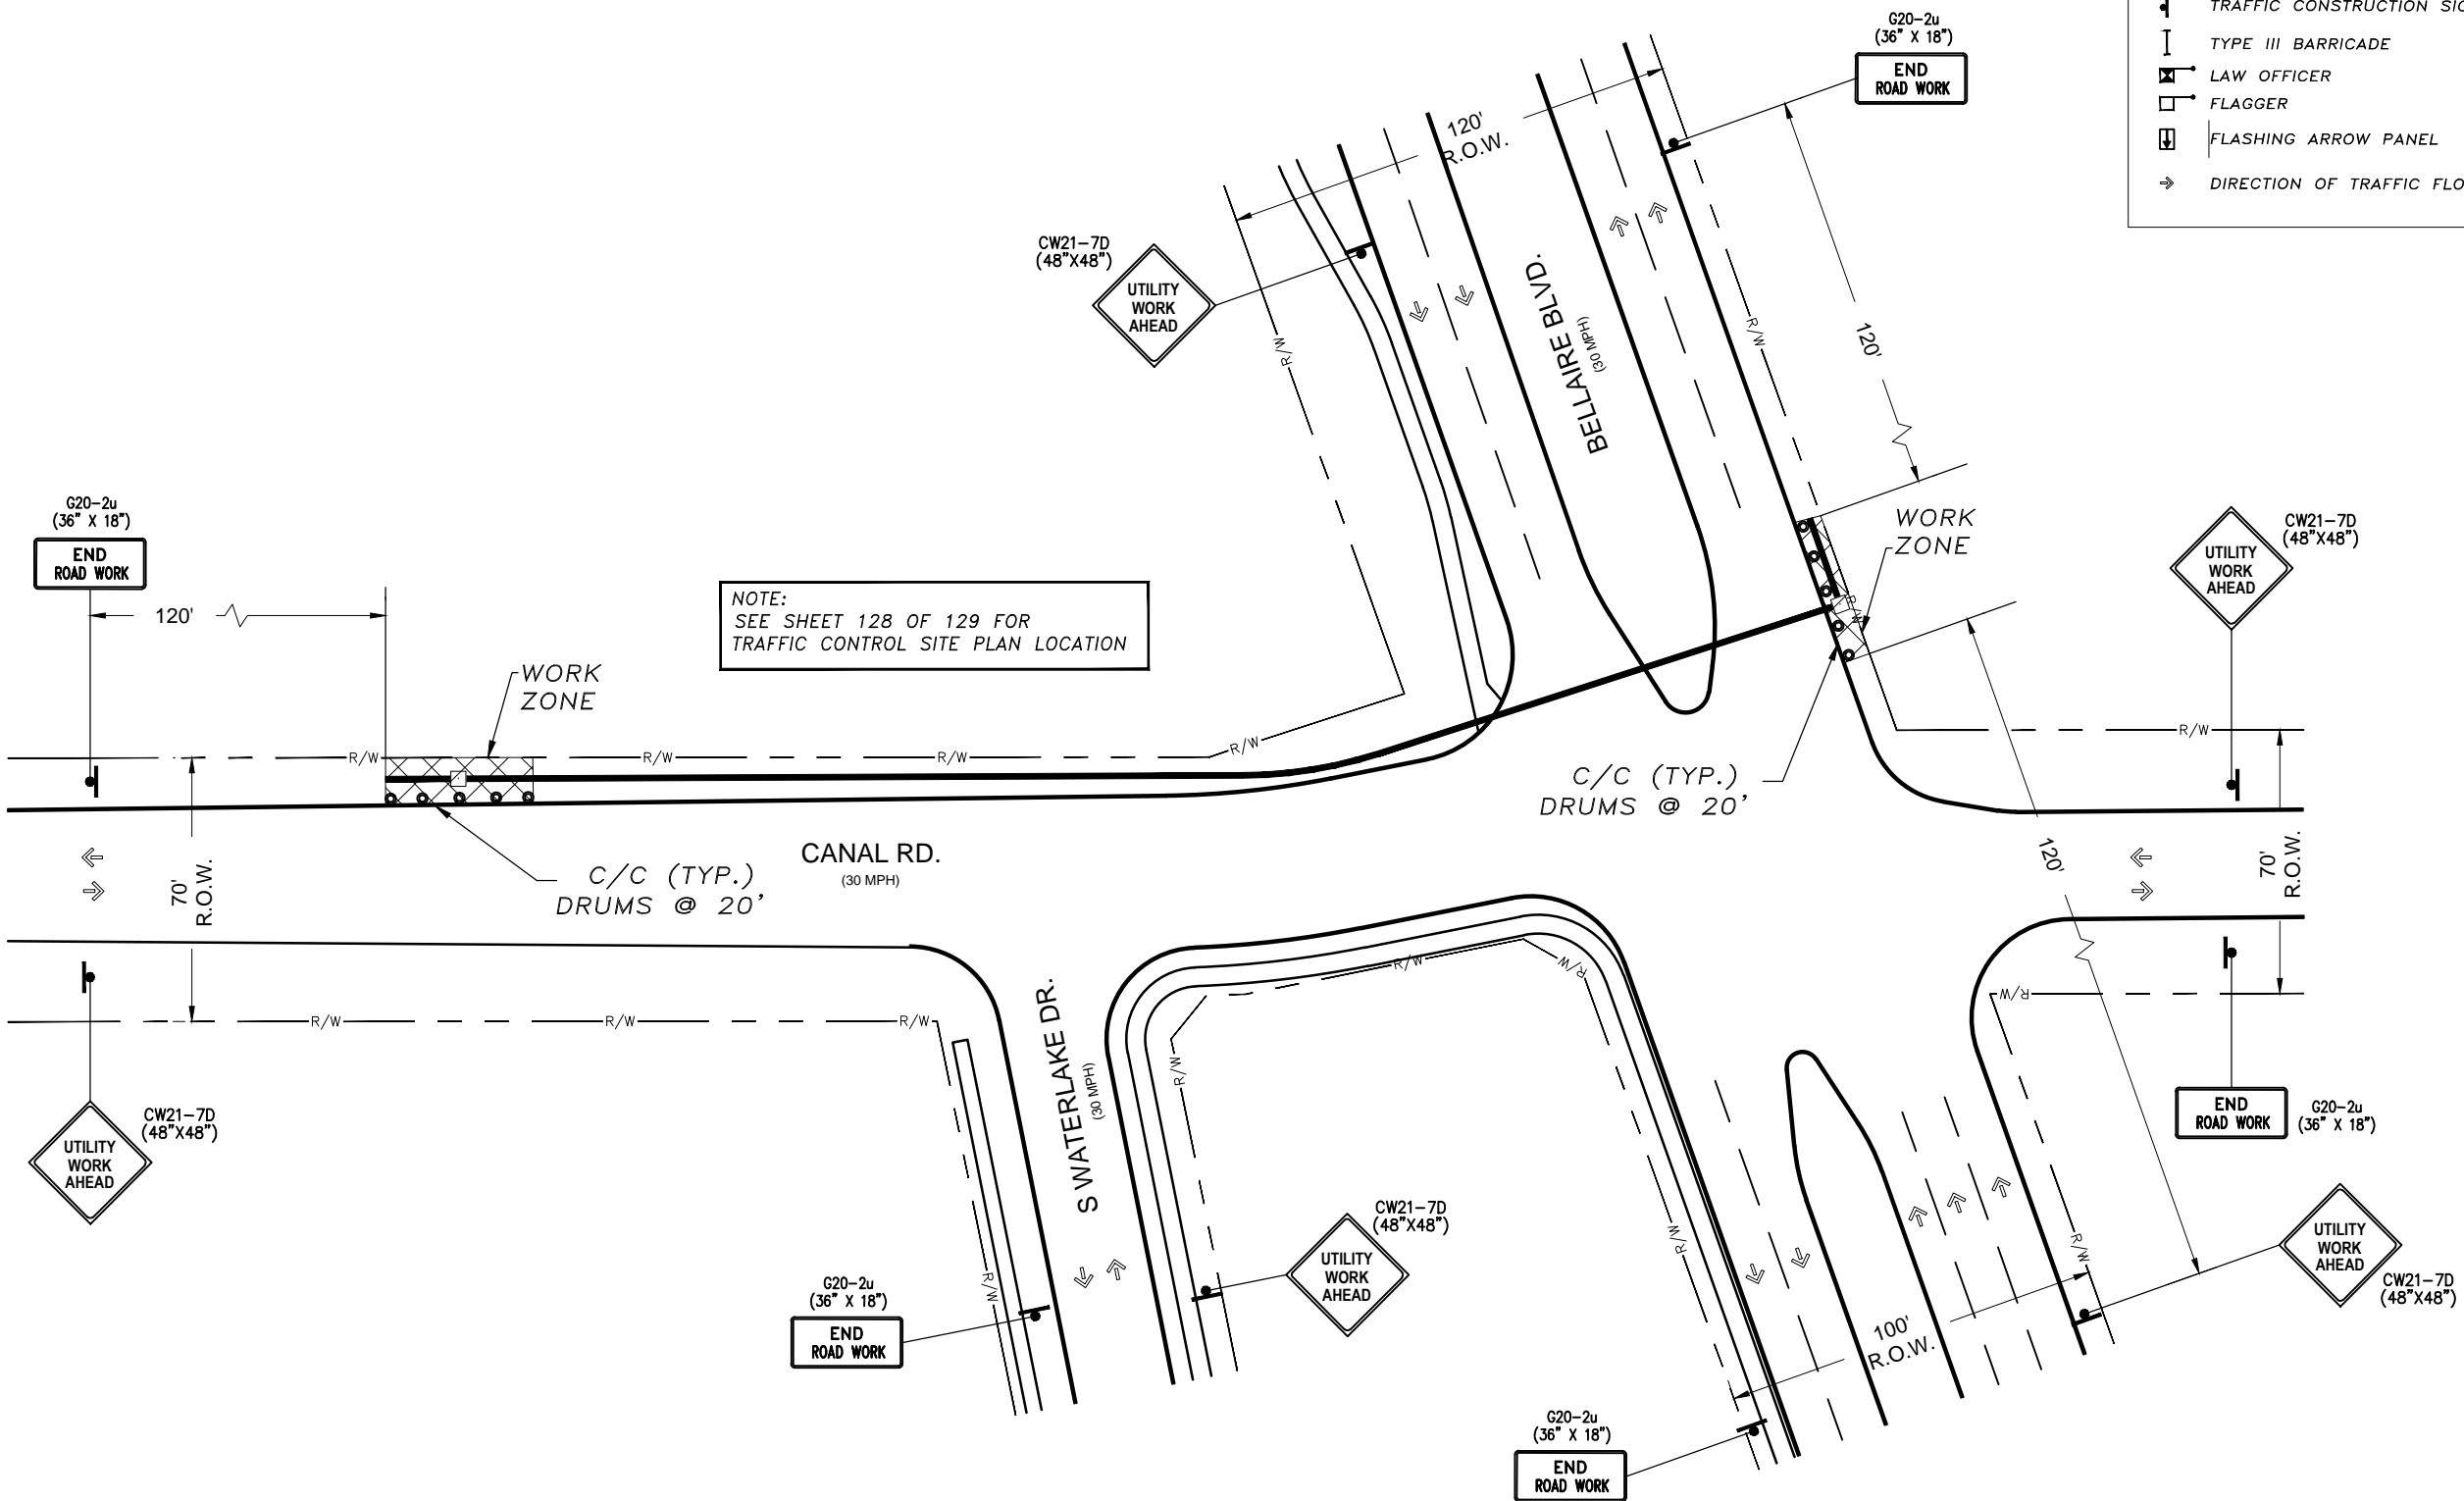 TRAFFIC CONSTRUCTION
TYPE III BARRICADE
LAW OFFICER
FLAGGER
FLASHING ARROW PANEL
DIRECTION OF TRAFFIC
G20-2u
(36" X 18")
END
ROAD WORK
120'
R.O.W.
CW21-7D
(48"X48")
UTILITY
WORK
AHEAD
R/W
BELLAIRE BLVD.
(30 MPH)
R/W
120'
G20-2u
(36" X 18")
END
ROAD WORK
120'
NOTE:
SEE SHEET 128 OF 129 FOR
TRAFFIC CONTROL SITE PLAN LOCATION
WORK
ZONE
WORK
ZONE
R/W
CW21-7D
(48"X48")
UTILITY
WORK
AHEAD
R/W
R/W
R/W
R/W
R/W
C/C (TYP.)
DRUMS @ 20'
C/C (TYP.)
DRUMS @ 20'
CANAL RD.
(30 MPH)
70'
R.O.W.
120'
70'
R.O.W.
R/W
R/W
R/W
R/W
R/W
R/W
R/W
S WATERLAKE DR.
(30 MPH)
R/W
CW21-7D
(48"X48")
UTILITY
WORK
AHEAD
END
ROAD WORK
G20-2u
(36" X 18")
CW21-7D
(48"X48")
UTILITY
WORK
AHEAD
R/W
R/W
R/W
UTILITY
WORK
AHEAD
CW21-7D
(48"X48")
G20-2u
(36" X 18")
END
ROAD WORK
100'
R.O.W.
G20-2u
(36" X 18")
END
ROAD WORK